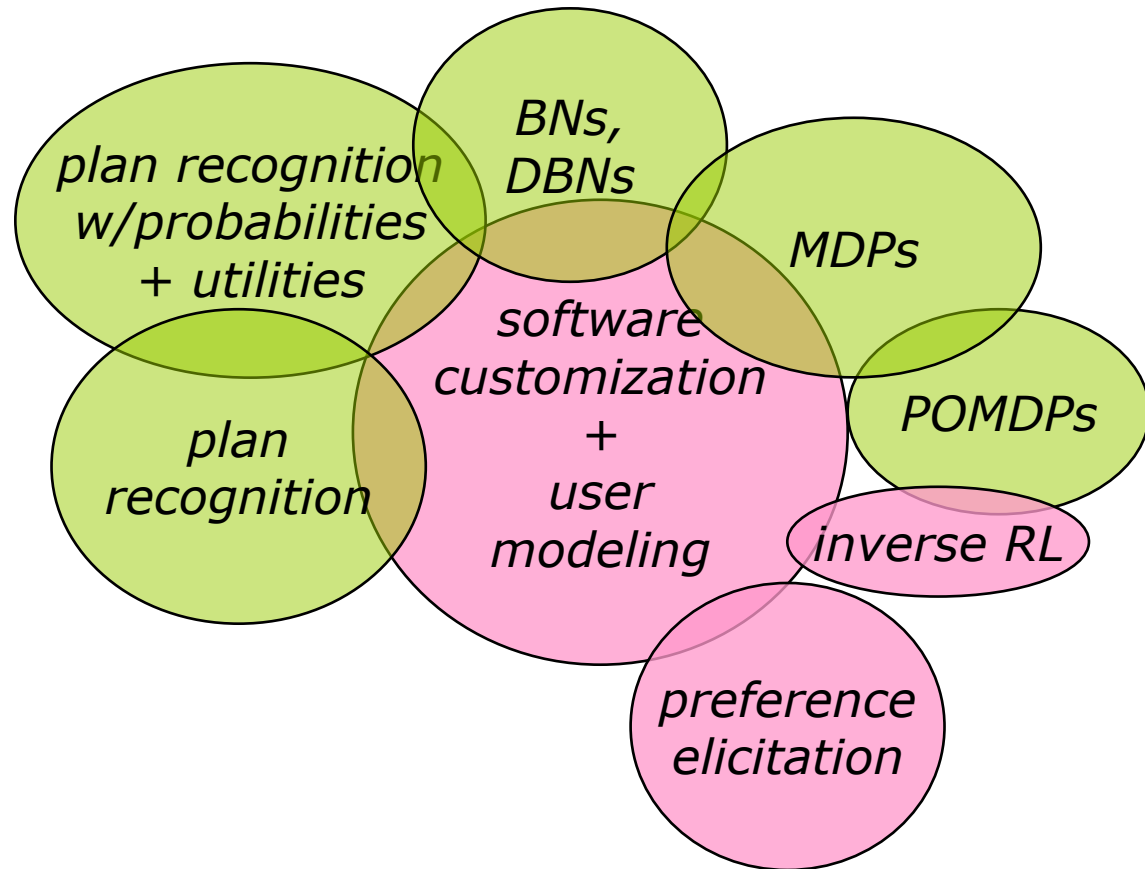 BNs,
DBNs
plan recognition
w/probabilities
+ utilities
MDPs
software
customization
+
user
modeling
POMDPs
plan
recognition
inverse RL
preference
elicitation